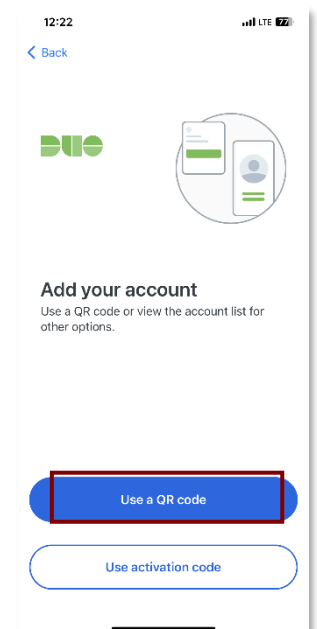 12:22
LTE 77
Back
DUO
Add your account
Use a QR code or view the account list for
other options.
Use a QR code
Use activation code